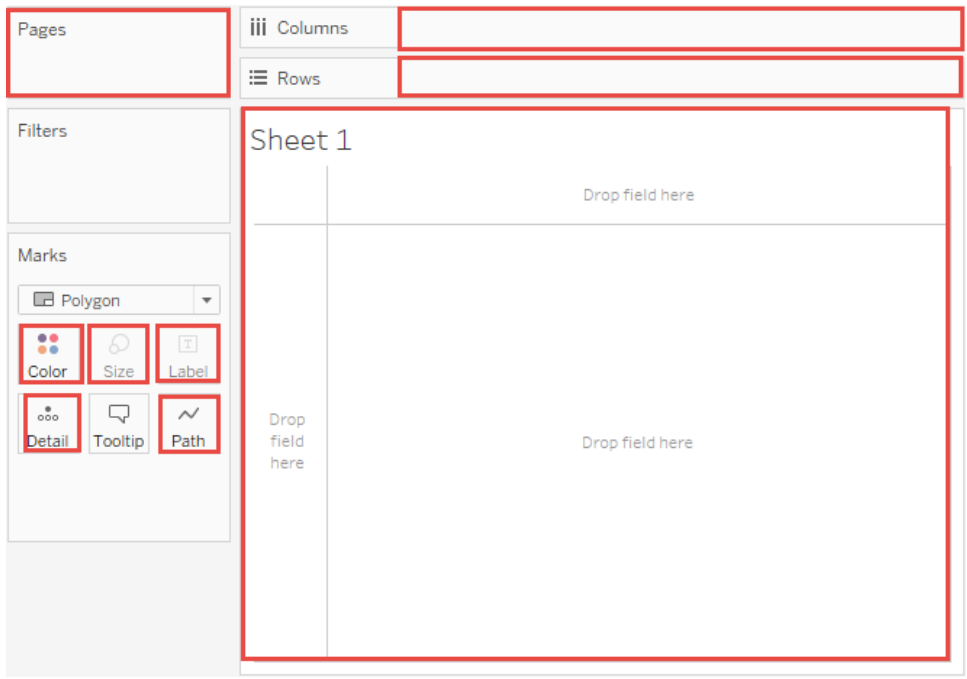 Pages
Columns
Rows
Filters
Sheet 1
Drop field here
Marks
Polygon
Color
Size
T
Label
Detail
Tooltip
Path
Drop
field
here
Drop field here